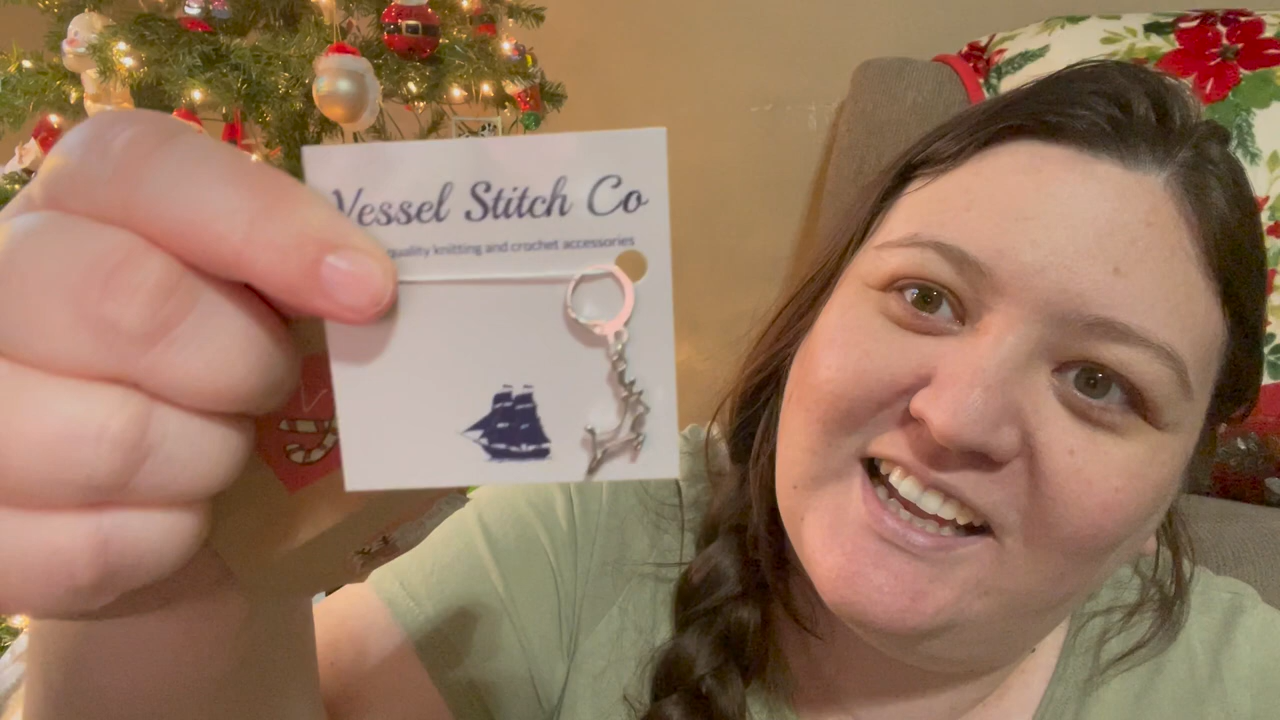 Vessel Stitch Co
quality knitting and crochet accessories